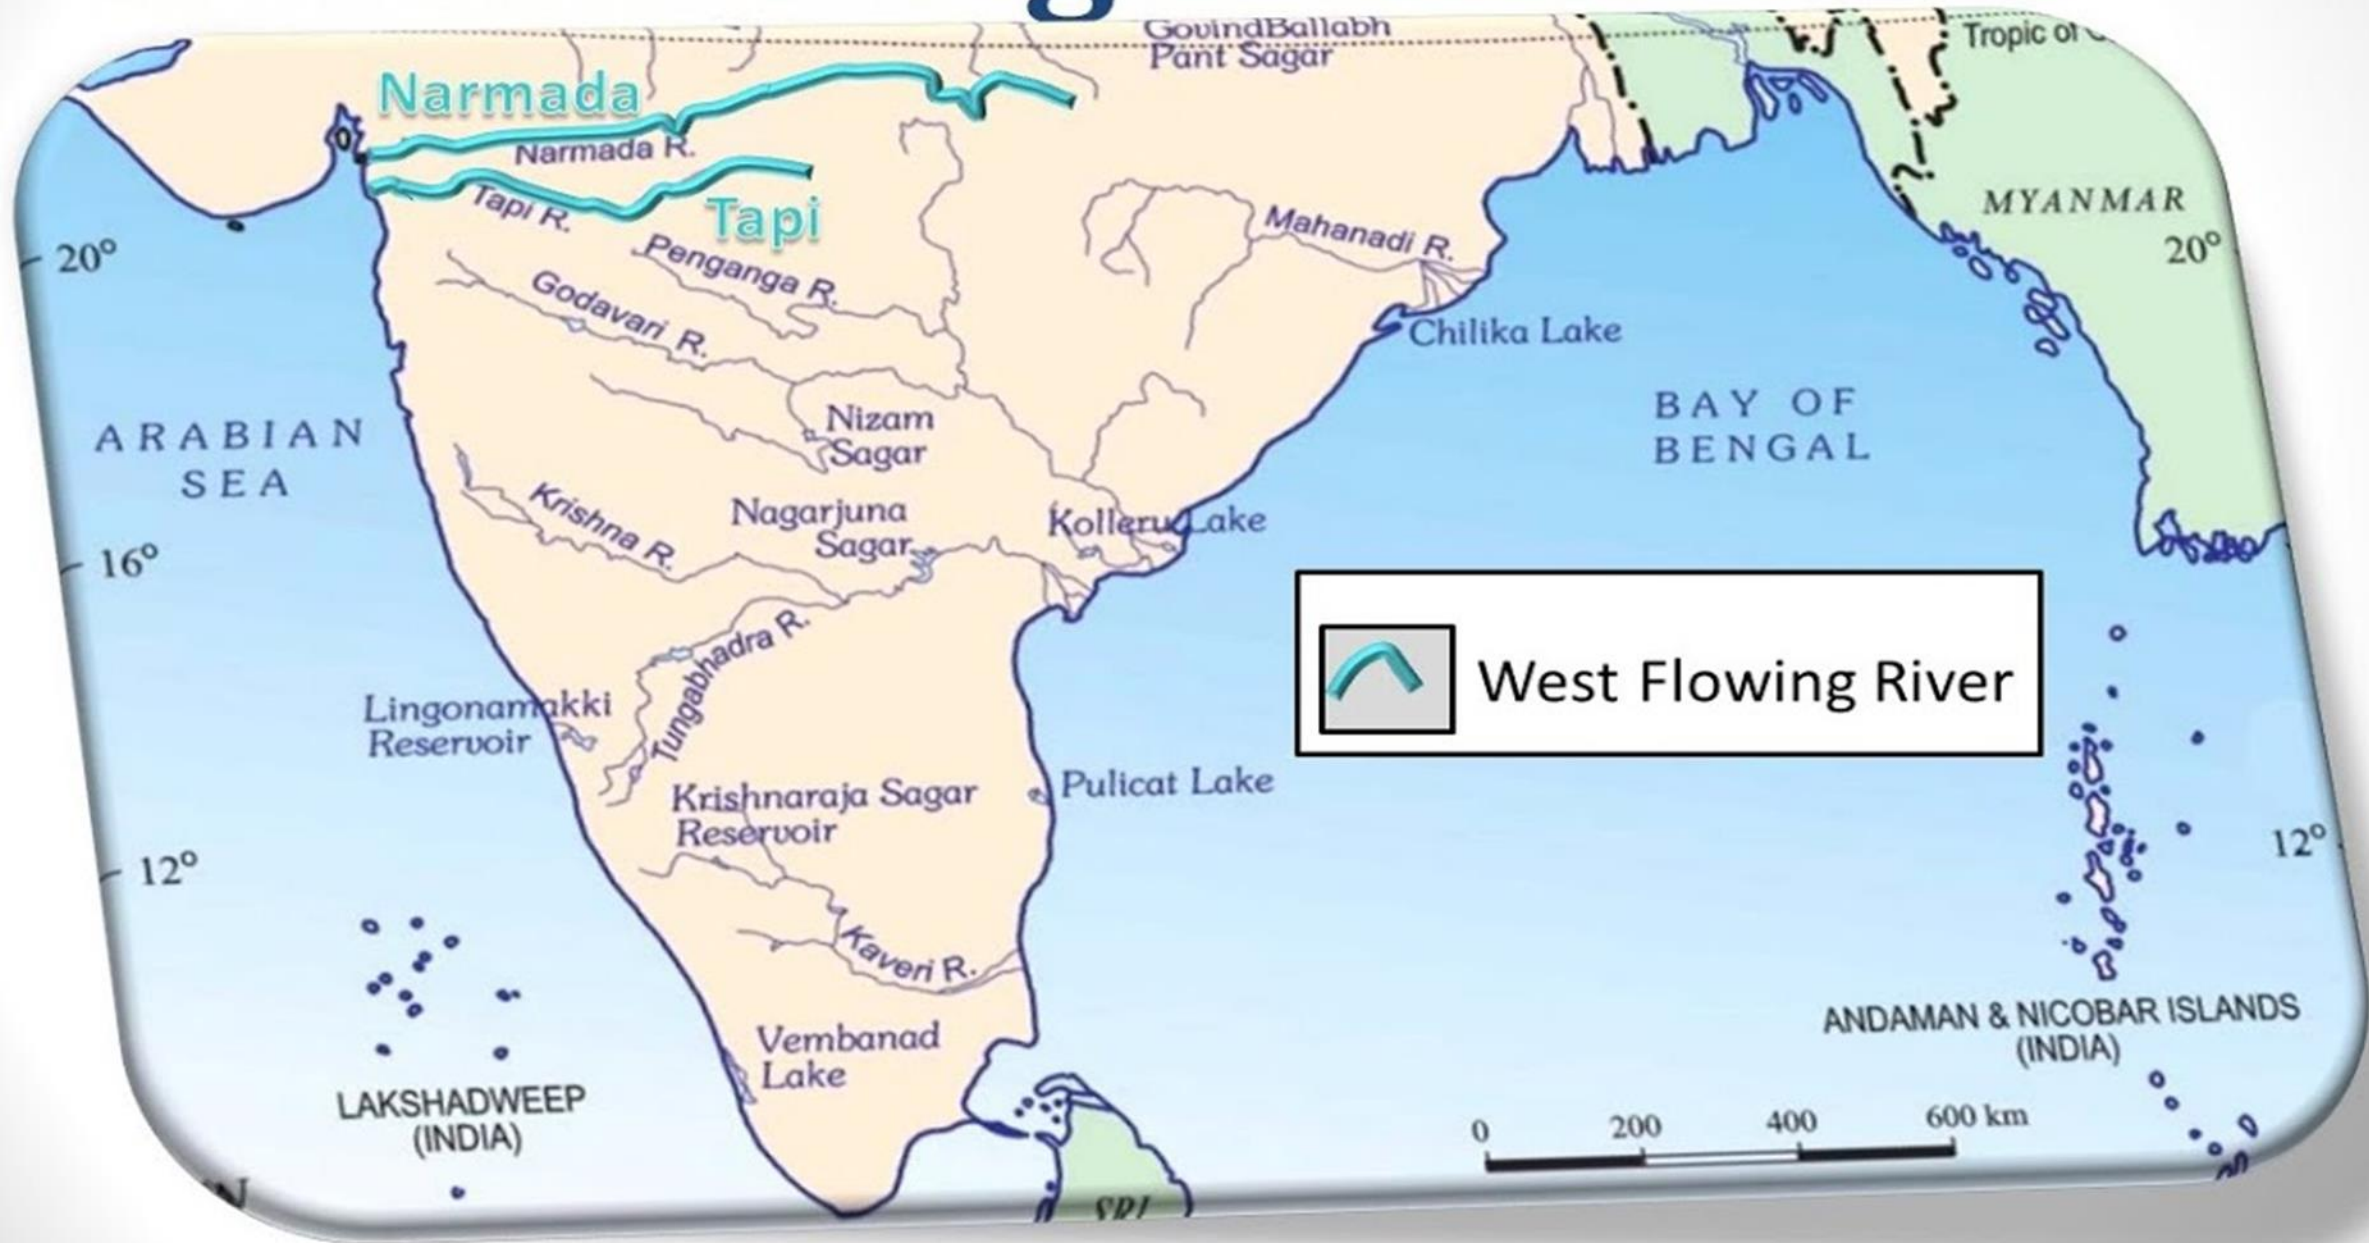 GovindBallabh
Pant Sagar
Tropic of
Narmada
Narmada R.
Tapi R.
Tapi
MYANMAR
20°
20°
Mahanadi R.
Penganga R.
Godavari R.
Chilika Lake
ARABIAN
SEA
BAY OF
BENGAL
Nizam
Sagar
Krishna R.
Nagarjuna
Sagar
Kolleru Lake
16°
Tungabhadra R.
West Flowing River
Lingonamakki
Reservoir
Krishnaraja Sagar
Reservoir
Pulicat Lake
12°
12°
Kaveri R.
Vembanad
Lake
LAKSHADWEEP
(INDIA)
ANDAMAN & NICOBAR ISLANDS
(INDIA)
0 200 400 600 km
SRI